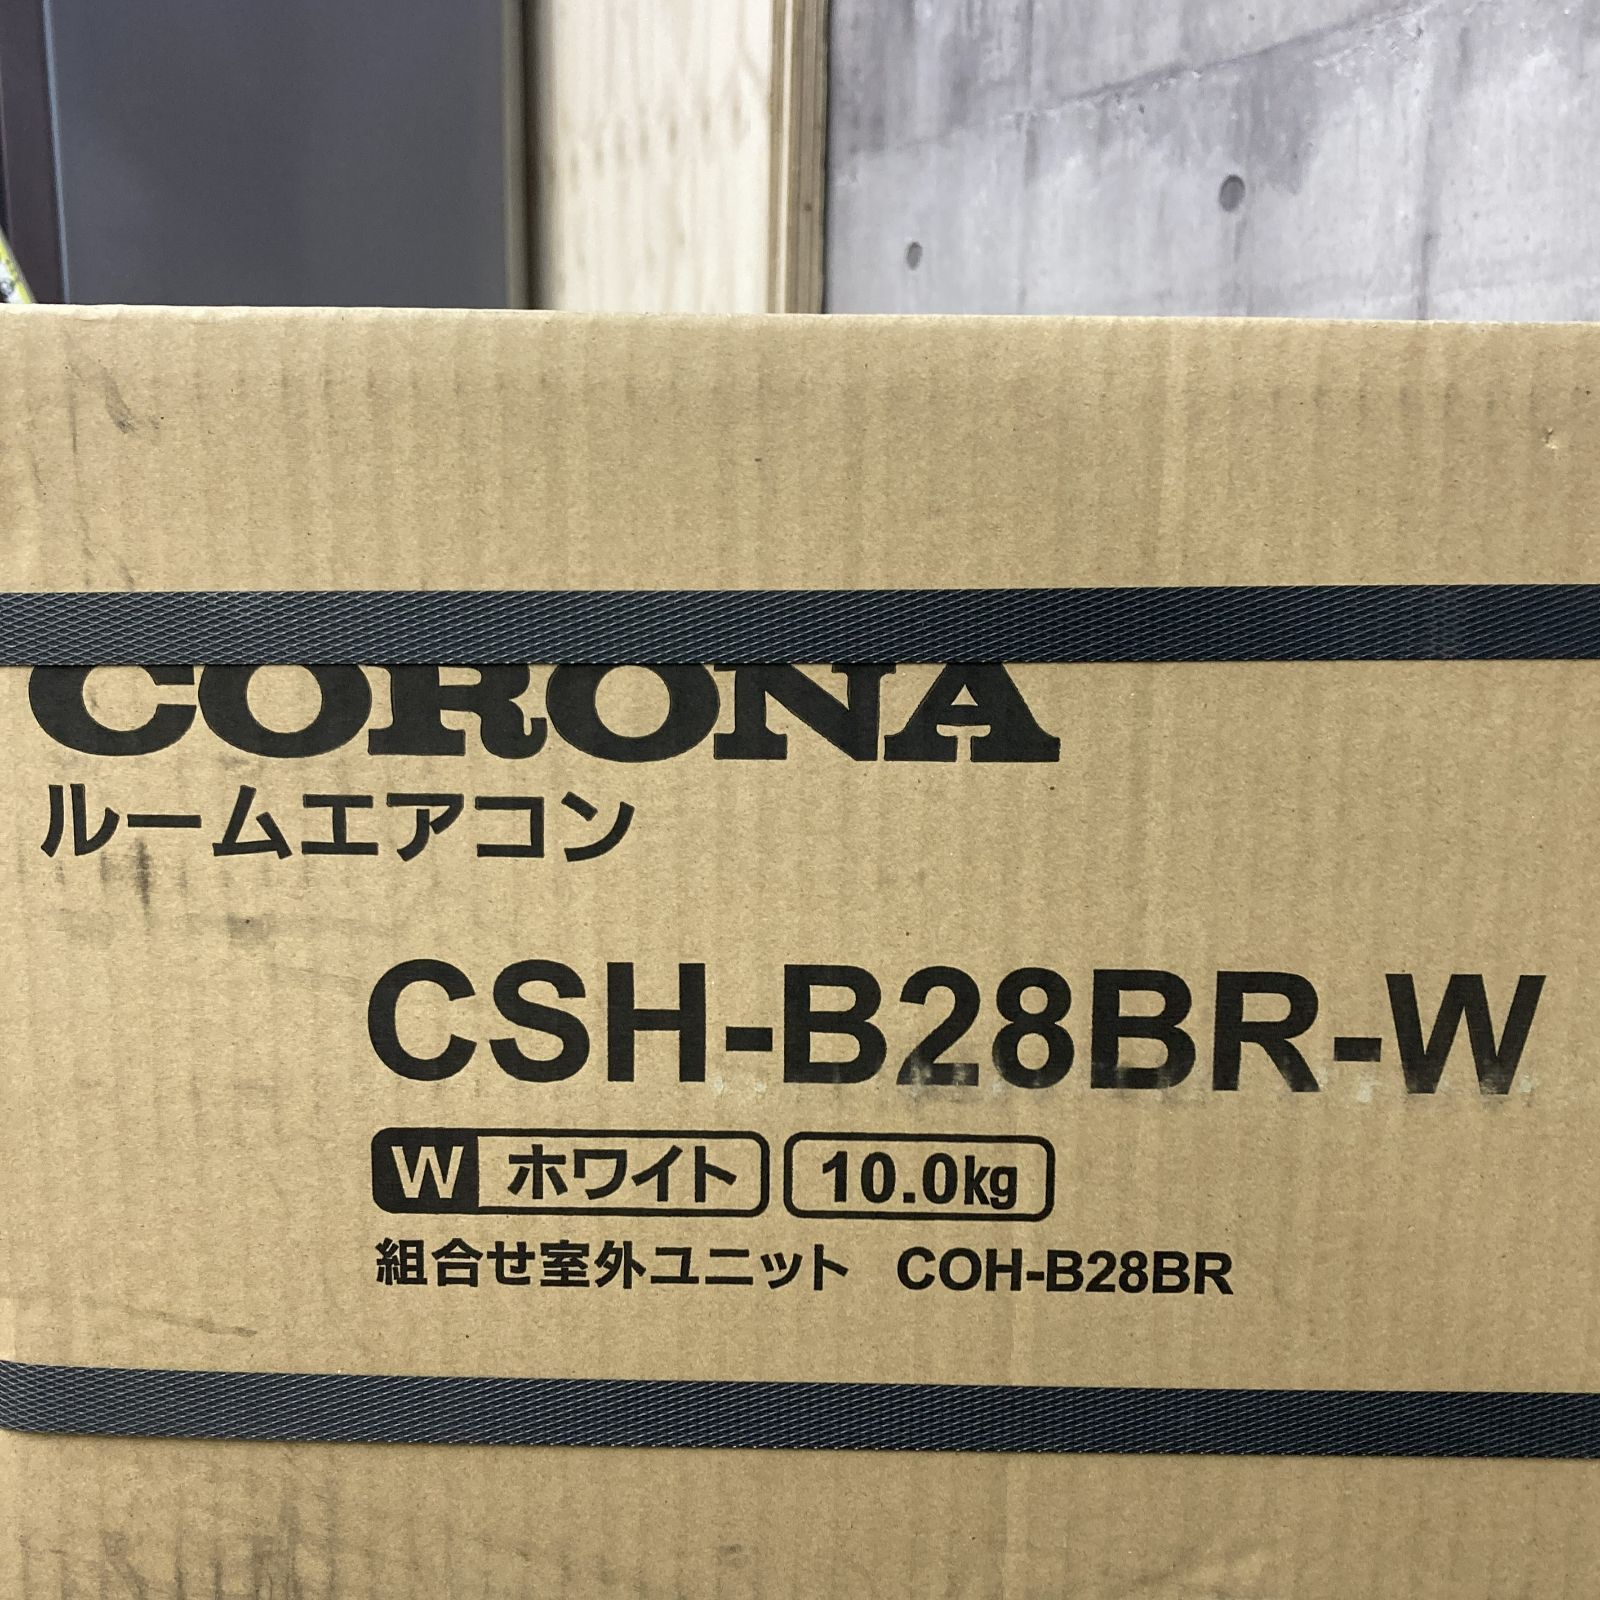 CORONA
ルームエアコン
CSH-B28BR-W
W ホワイト 10.0kg
組合せ室外ユニット COH-B28BR